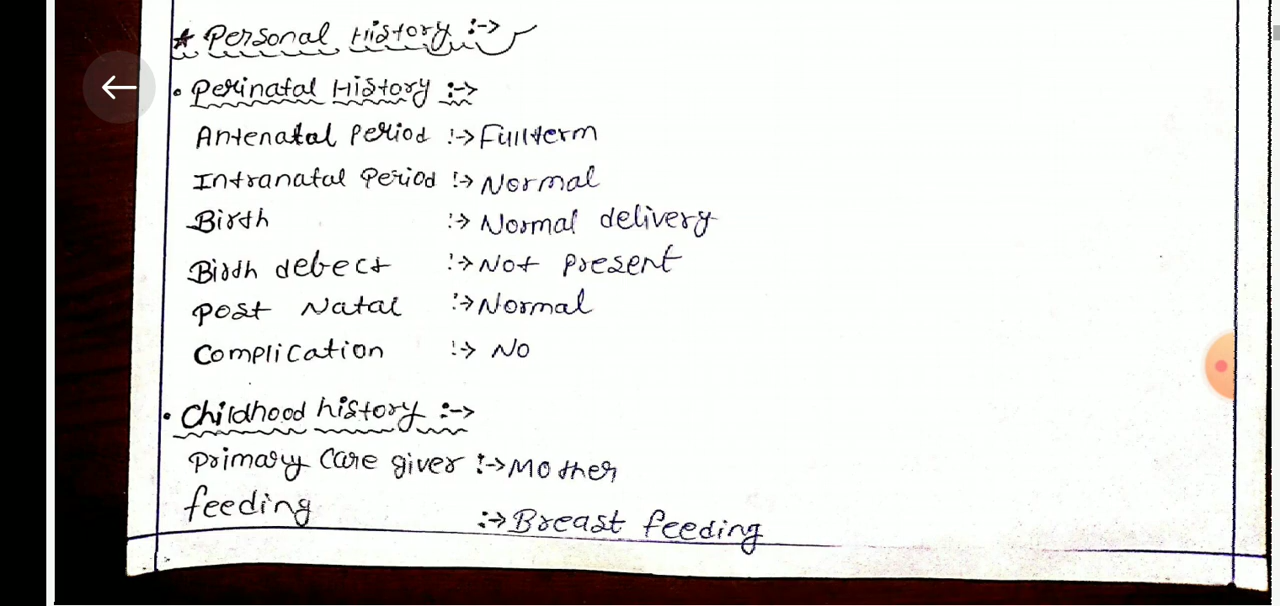 * Personal History :->
• Perinatal History :->
Antenatal Period :-> Fullterm
Intranatal Period :-> Normal
Birth :-> Normal delivery
Birth debect :-> Not Present
Post Natal :-> Normal
Complication :-> No
• Childhood history :->
Primary Care giver :-> Mother
feeding :-> Breast feeding